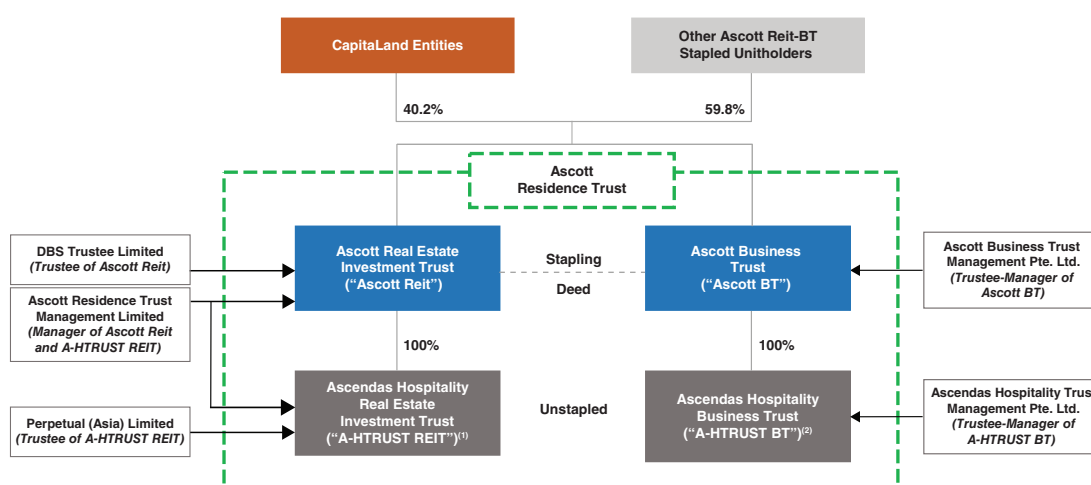 CapitaLand Entities
Other Ascott Reit-BT
Stapled Unitholders
40.2%
59.8%
Ascott
Residence Trust
DBS Trustee Limited
(Trustee of Ascott Reit)
Ascott Residence Trust
Management Limited
(Manager of Ascott Reit
and A-HTRUST REIT)
Perpetual (Asia) Limited
(Trustee of A-HTRUST REIT)
Ascott Real Estate
Investment Trust
(“Ascott Reit”)
Stapling
Deed
Ascott Business
Trust
(“Ascott BT”)
Ascott Business Trust
Management Pte. Ltd.
(Trustee-Manager of
Ascott BT)
100%
100%
Ascendas Hospitality
Real Estate
Investment Trust
(“A-HTRUST REIT”)(1)
Unstapled
Ascendas Hospitality
Business Trust
(“A-HTRUST BT”)(2)
Ascendas Hospitality Trust
Management Pte. Ltd.
(Trustee-Manager of
A-HTRUST BT)